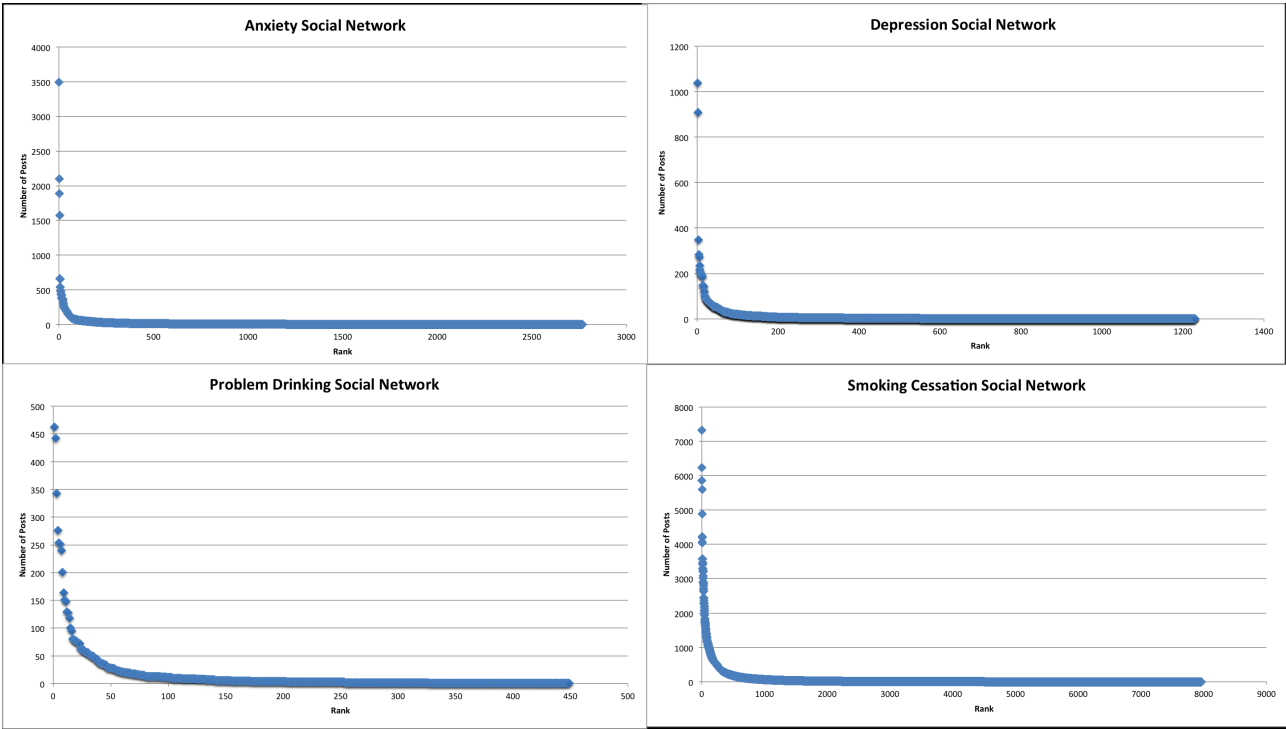 Anxiety Social Network
4000
3500
3000
2500
2000
1500
1000
500
0
Number of Posts
0 500 1000 1500 2000 2500 3000
Rank
Depression Social Network
1200
1000
800
600
400
200
0
Number of Posts
0 200 400 600 800 1000 1200 1400
Rank
Problem Drinking Social Network
500
450
400
350
300
250
200
150
100
50
0
Number of Posts
0 50 100 150 200 250 300 350 400 450 500
Rank
Smoking Cessation Social Network
8000
7000
6000
5000
4000
3000
2000
1000
0
Number of Posts
0 1000 2000 3000 4000 5000 6000 7000 8000 9000
Rank